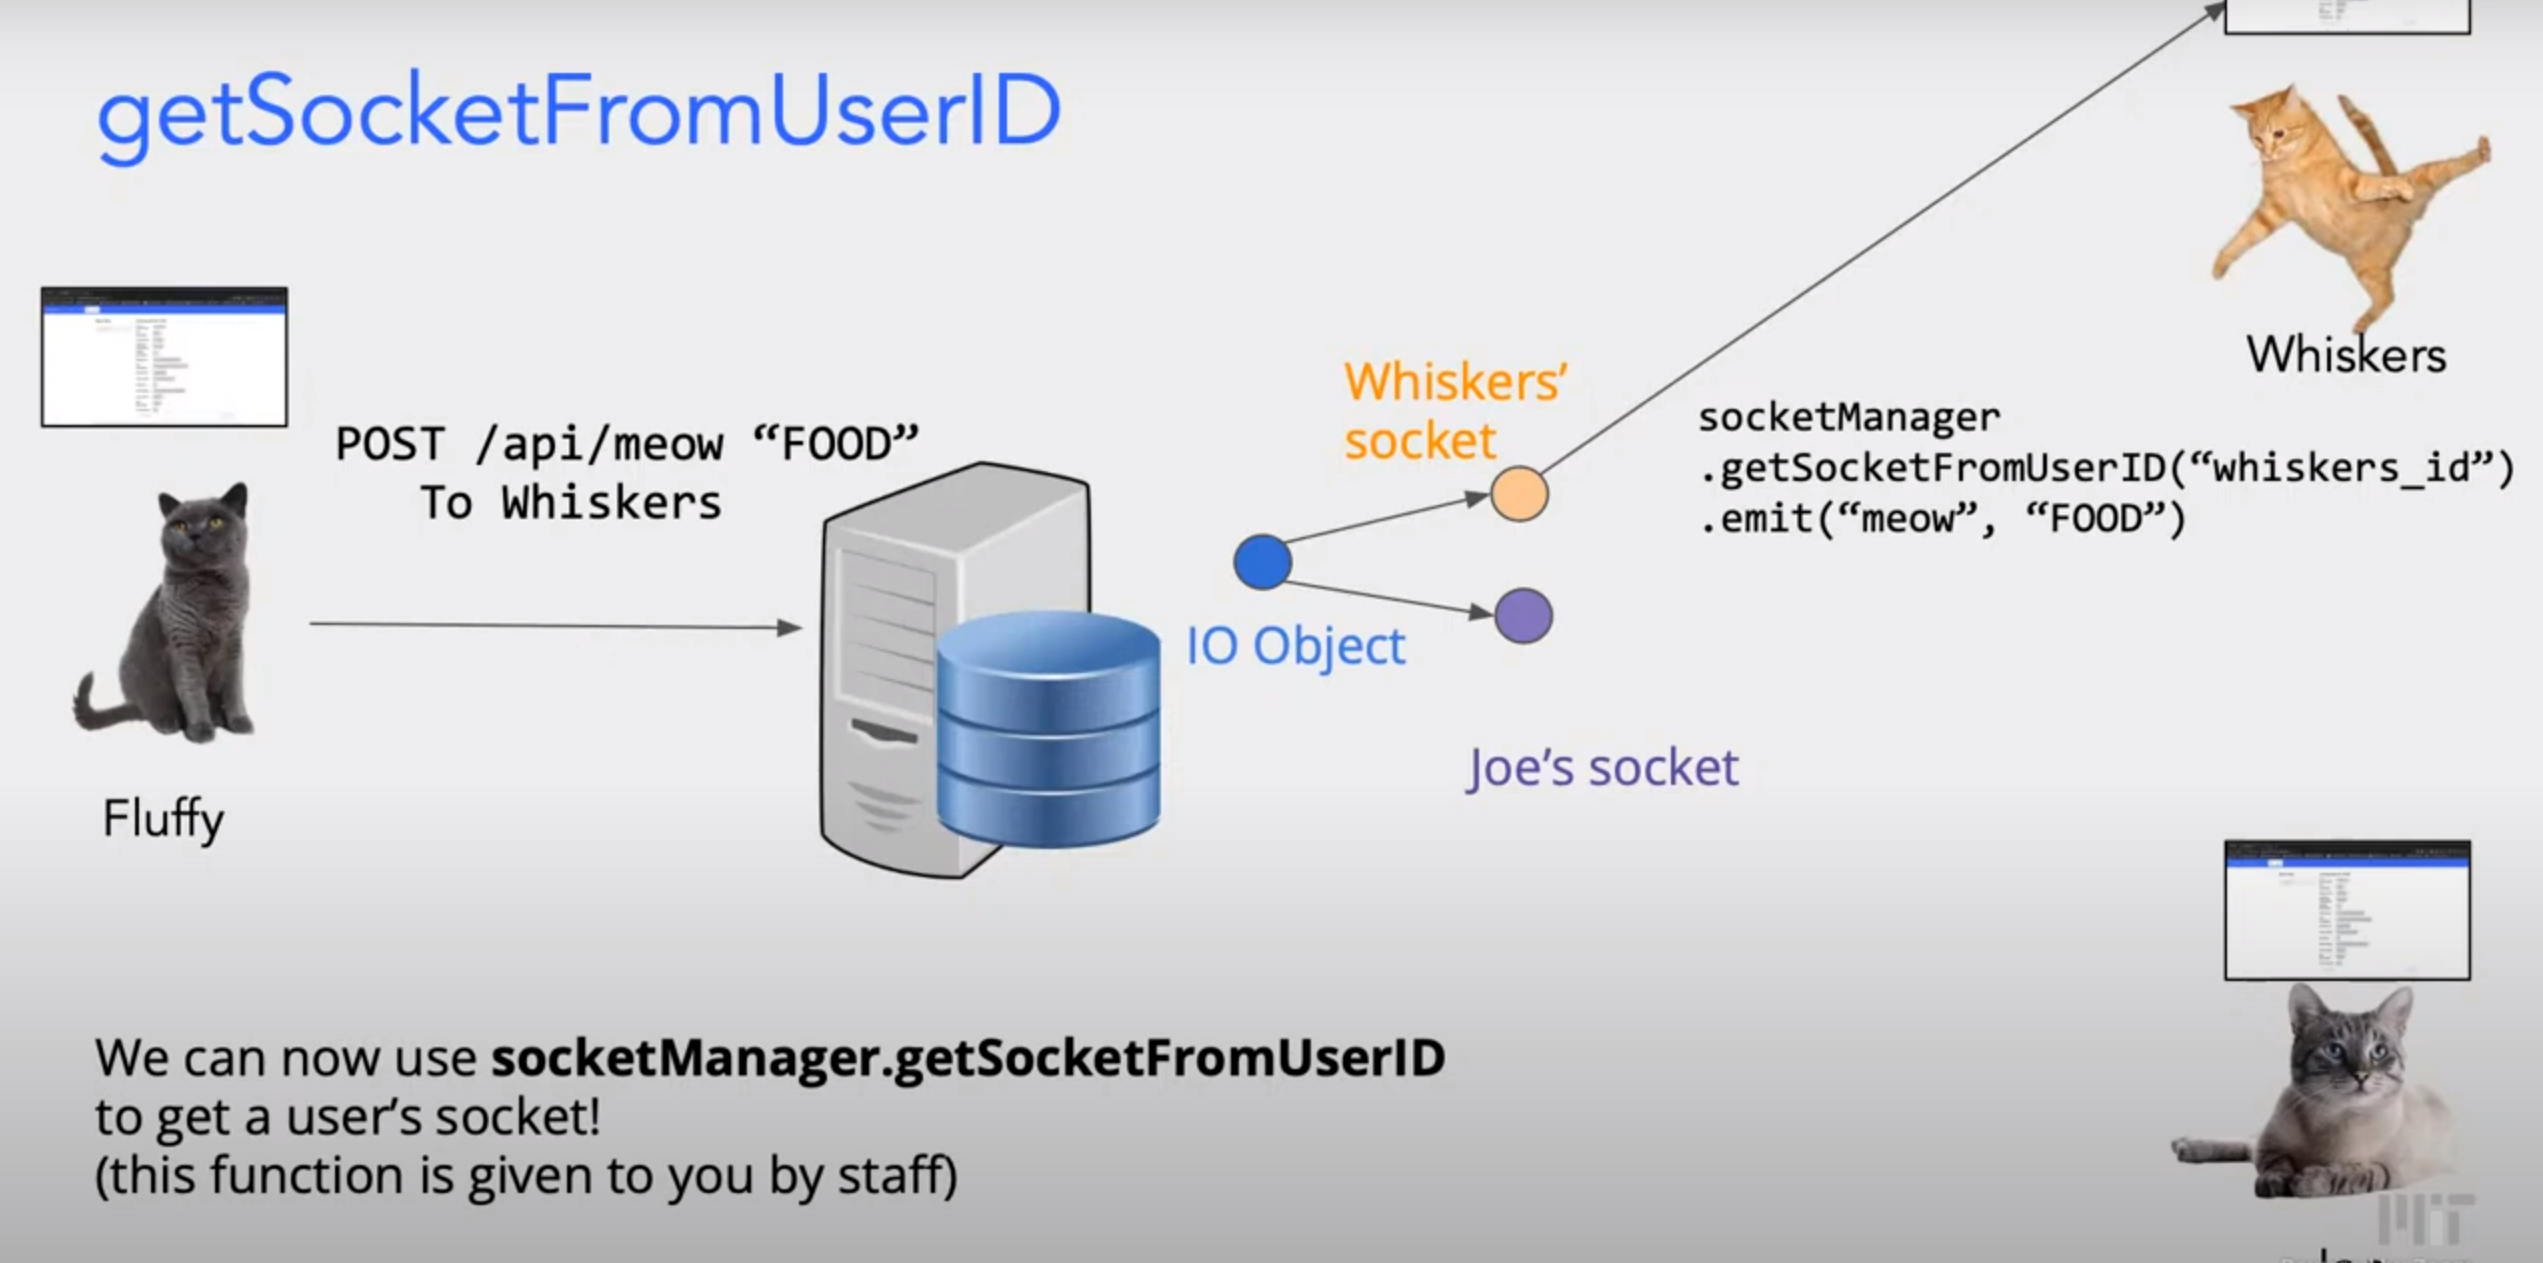 getSocketFromUserID
POST /api/meow “FOOD”
To Whiskers
Fluffy
Whiskers’
socket
IO Object
Joe’s socket
Whiskers
socketManager
.getSocketFromUserID(“whiskers_id”)
.emit(“meow”, “FOOD”)
We can now use socketManager.getSocketFromUserID
to get a user’s socket!
(this function is given to you by staff)
MIT